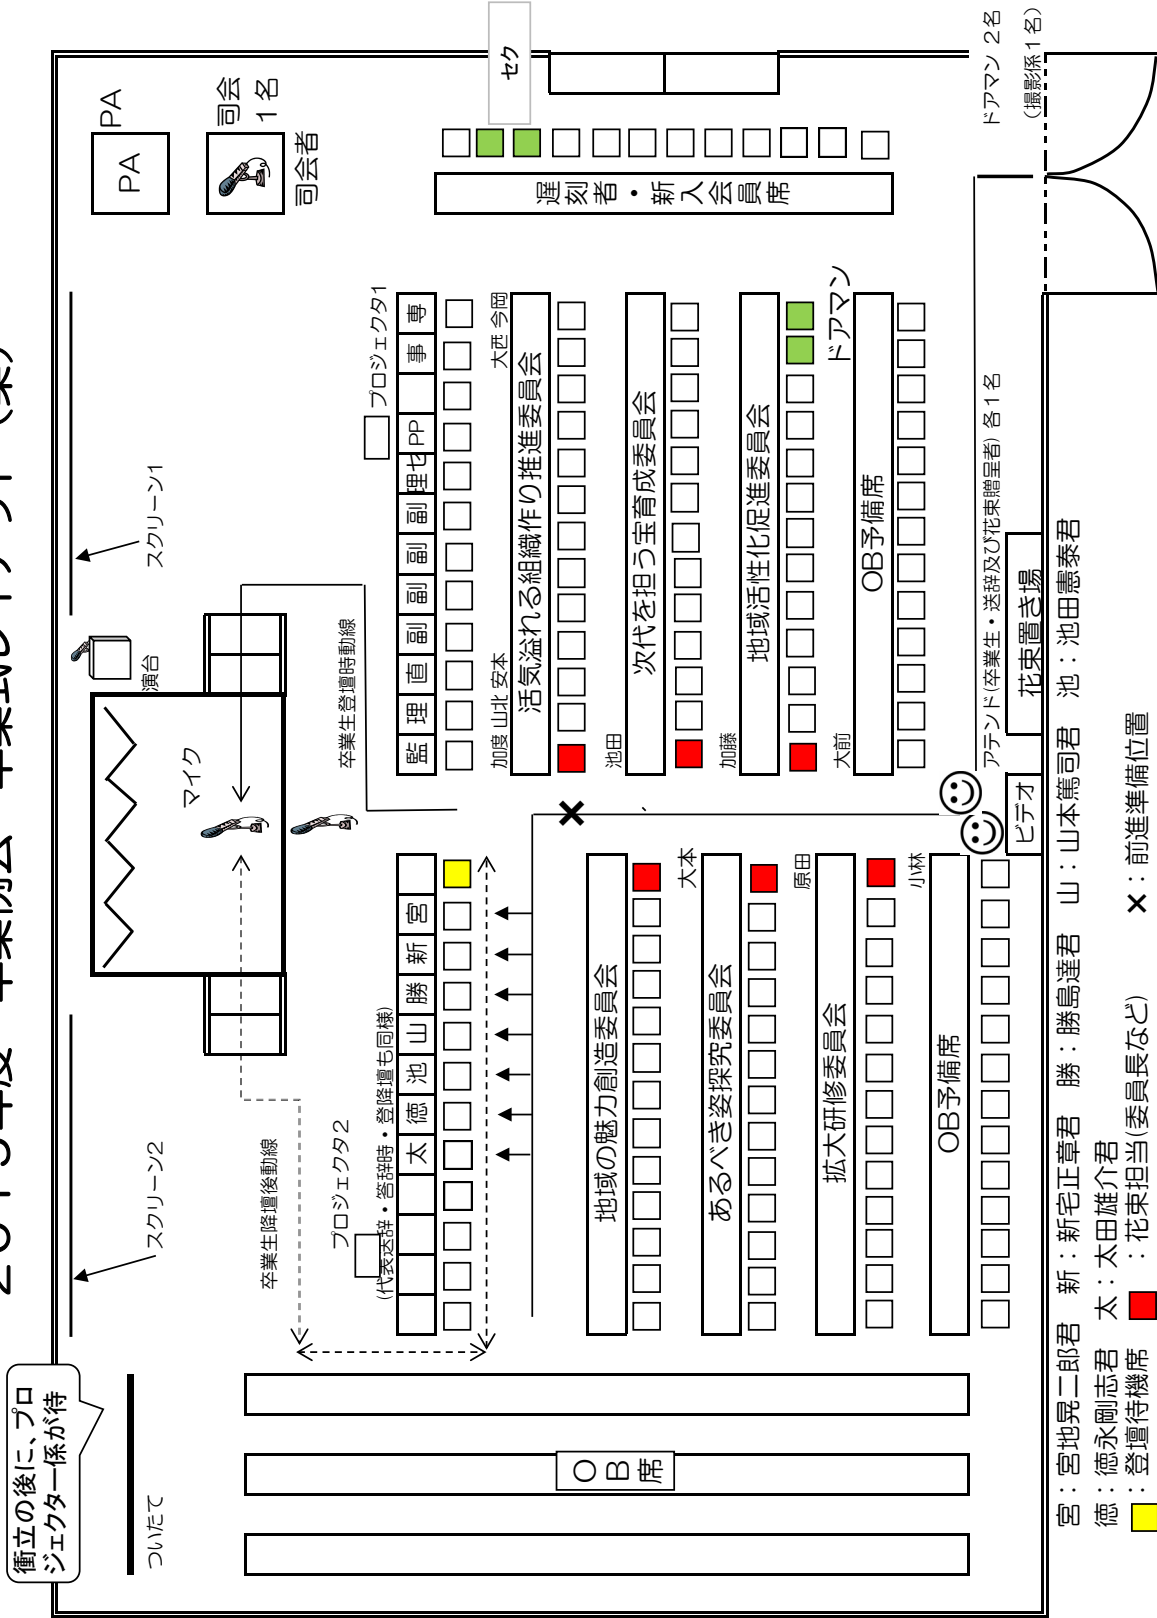 衝立の後に、プロ
ジェクター係が待
ついたて
スクリーン2
スクリーン1
PA
PA
司会
1名
司会者
セク
演台
マイク
卒業生登壇時動線
卒業生降壇後動線
プロジェクタ2
プロジェクタ1
(代表送辞・答辞時・登降壇も同様)
太
徳
池
山
勝
新
宮
監
理
直
副
副
副
副
理セ
PP
事
専
遅刻者・新入会員席
加度 山北 安本
大西 今岡
活気溢れる組織作り推進委員会
池田
次代を担う宝育成委員会
加藤
地域活性化促進委員会
ドアマン
大前
OB予備席
地域の魅力創造委員会
大本
あるべき姿探究委員会
原田
拡大研修委員会
小林
OB予備席
OB席
アテンド(卒業生・送辞及び花束贈呈者) 各1名
ドアマン 2名
(撮影係1名)
ビデオ
花束置き場
宮：宮地晃二郎君 新：新宅正章君 勝：勝島達君 山：山本篤司君 池：池田憲泰君
徳：徳永剛志君 太：太田雄介君
：登壇待機席 ：花束担当(委員長など) ×：前進準備位置